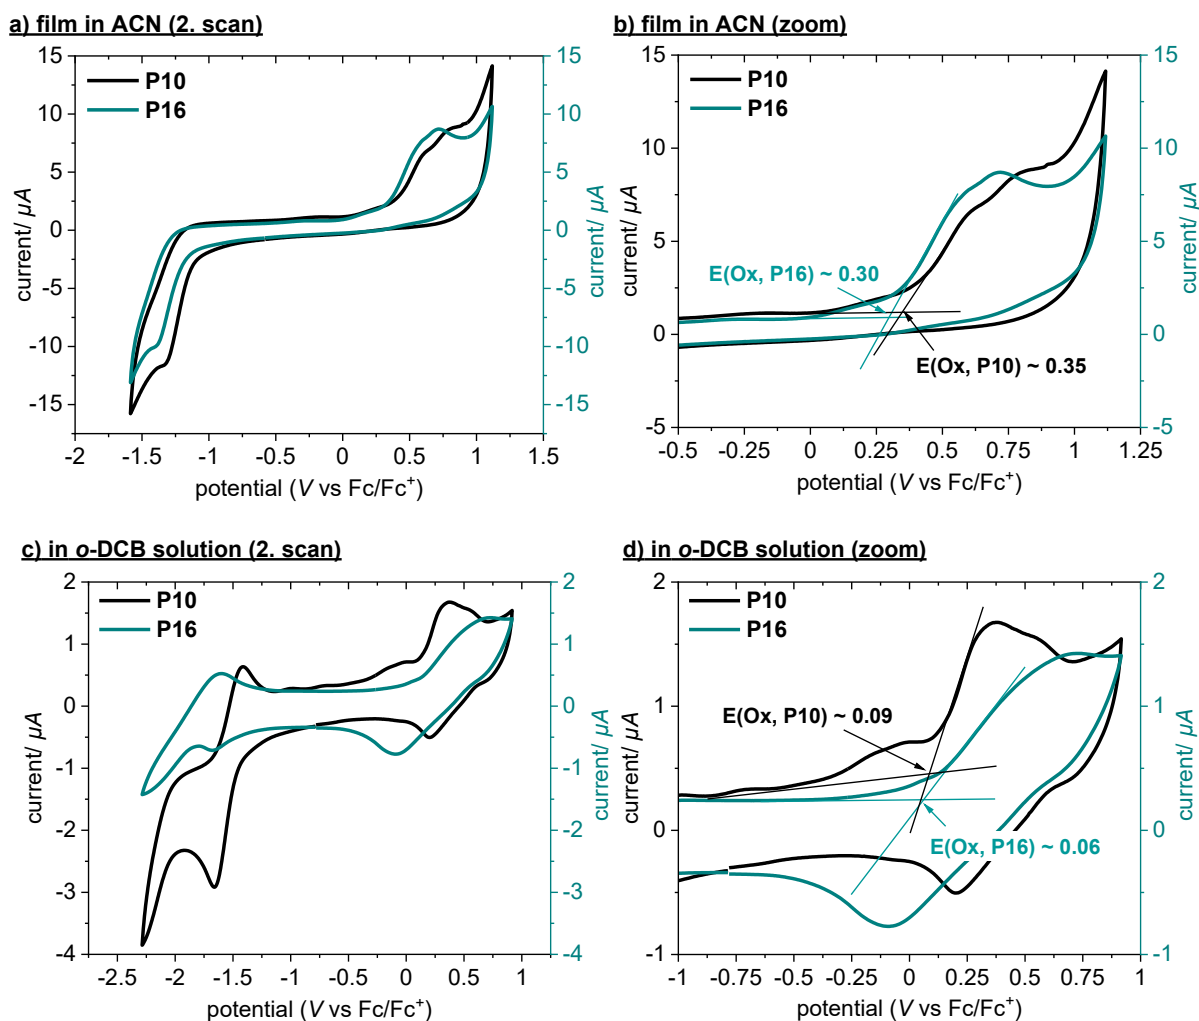 a) film in ACN (2. scan)
15
10
5
0
-5
-10
-15
current/ µA
P10
P16
15
10
5
0
-5
-10
-15
current/ µA
-2 -1.5 -1 -0.5 0 0.5 1 1.5
potential (V vs Fc/Fc+)
b) film in ACN (zoom)
15
10
5
0
-5
current/ µA
P10
P16
E(Ox, P16) ~ 0.30
E(Ox, P10) ~ 0.35
15
10
5
0
-5
current/ µA
-0.5 -0.25 0 0.25 0.5 0.75 1 1.25
potential (V vs Fc/Fc+)
c) in o-DCB solution (2. scan)
2
1
0
-1
-2
-3
-4
current/ µA
P10
P16
2
1
0
-1
-2
-3
-4
current/ µA
-2.5 -2 -1.5 -1 -0.5 0 0.5 1
potential (V vs Fc/Fc+)
d) in o-DCB solution (zoom)
2
1
0
-1
current/ µA
P10
P16
E(Ox, P10) ~ 0.09
E(Ox, P16) ~ 0.06
2
1
0
-1
current/ µA
-1 -0.75 -0.5 -0.25 0 0.25 0.5 0.75 1
potential (V vs Fc/Fc+)